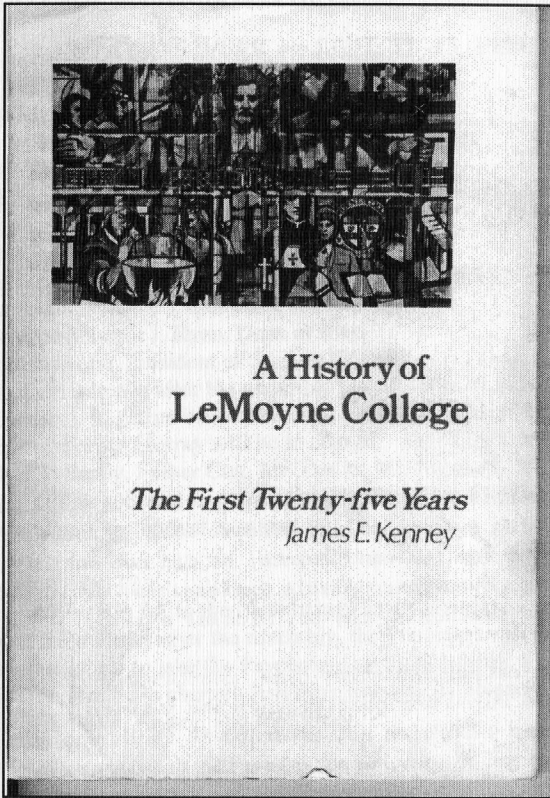 A History of
LeMoyne College
The First Twenty-five Years
James E. Kenney